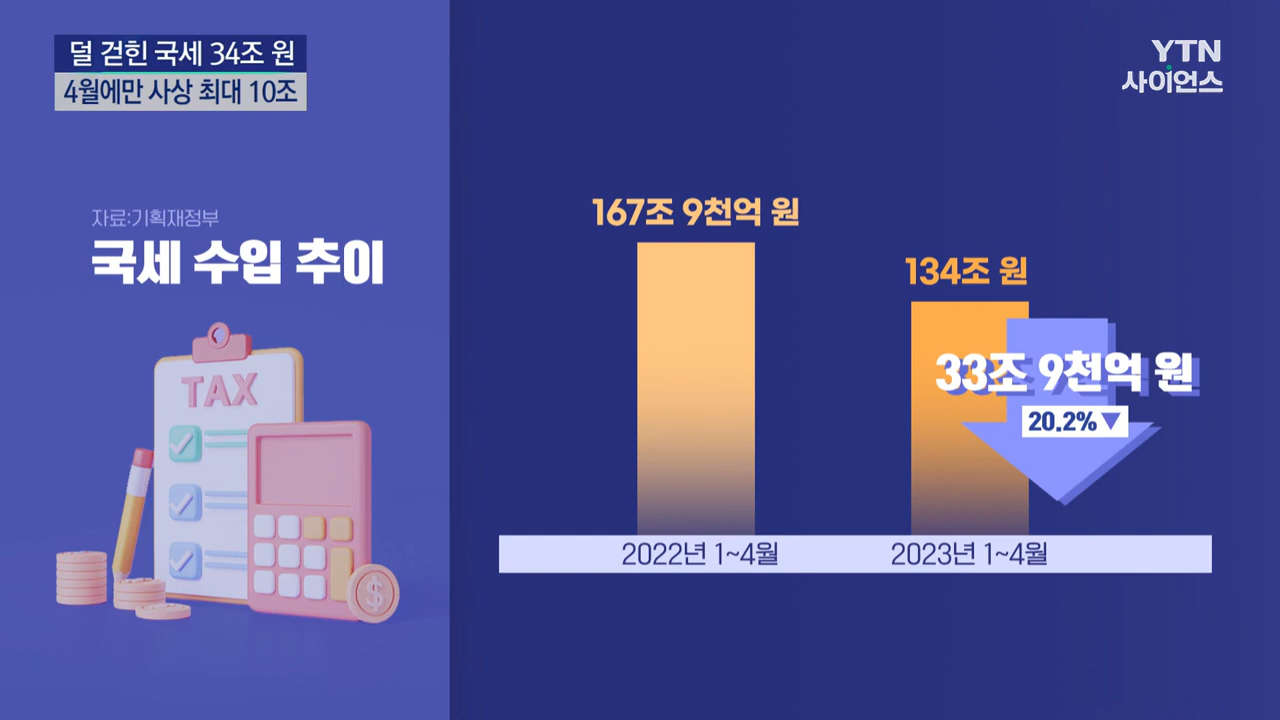 덜 걷힌 국세 34조 원
4월에만 사상 최대 10조
YTN
사이언스
자료:기획재정부
국세 수입 추이
TAX
$
167조 9천억 원
134조 원
33조 9천억 원
20.2%▼
2022년 1~4월
2023년 1~4월